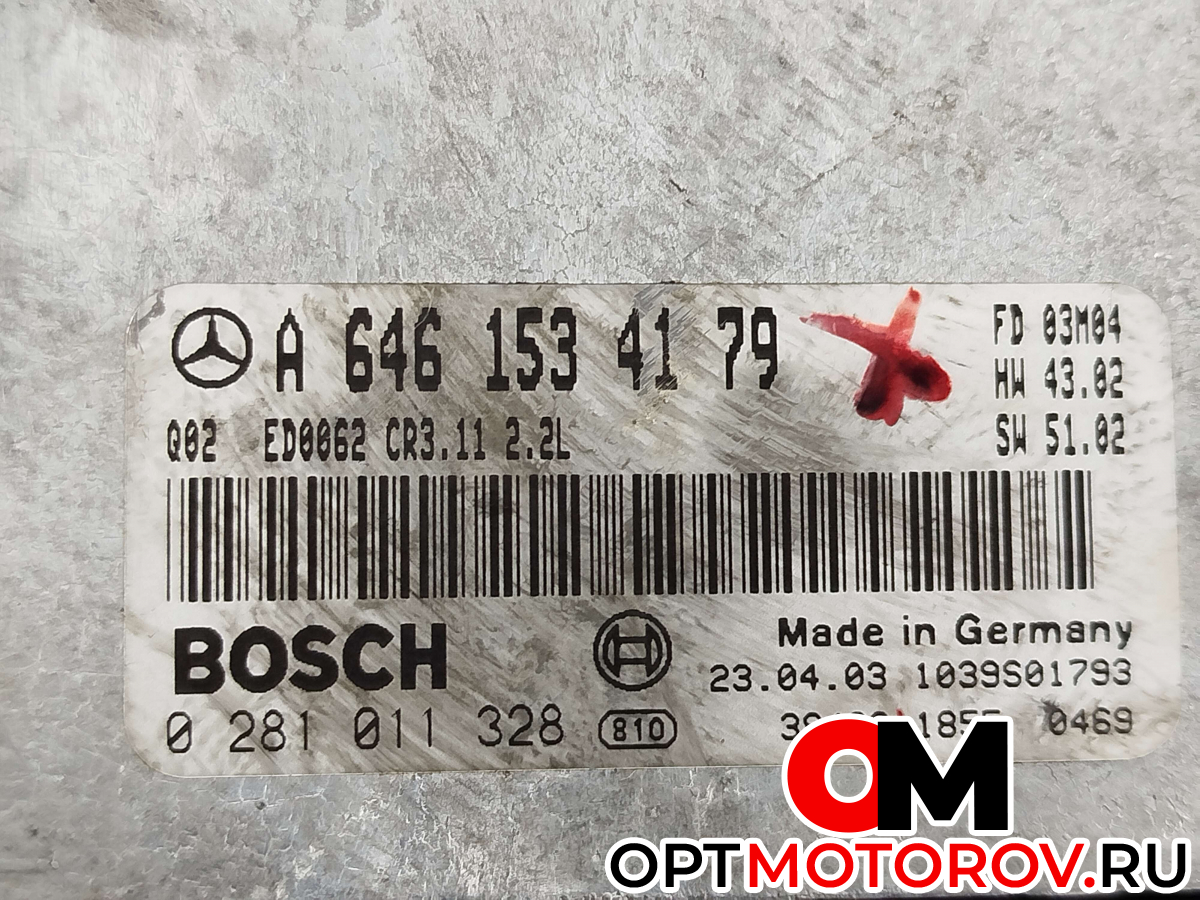 A 646 153 41 79
FD 03M04
HW 43.02
Q02 ED0062 CR3.11 2.2L
SW 51.02
BOSCH
Made in Germany
23.04.03 1039S01793
0 281 011 328 810
0469
OM
OPTMOTOROV.RU